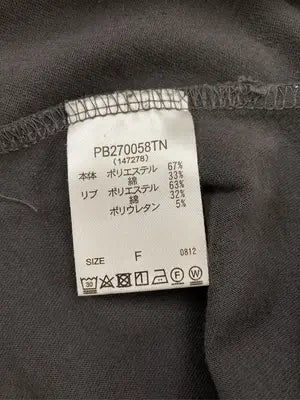 PB270058TN
(147278)
本体 ポリエステル 67%
綿 33%
リブ ポリエステル 63%
綿 32%
ポリウレタン 5%
SIZE F 0812
30 F W